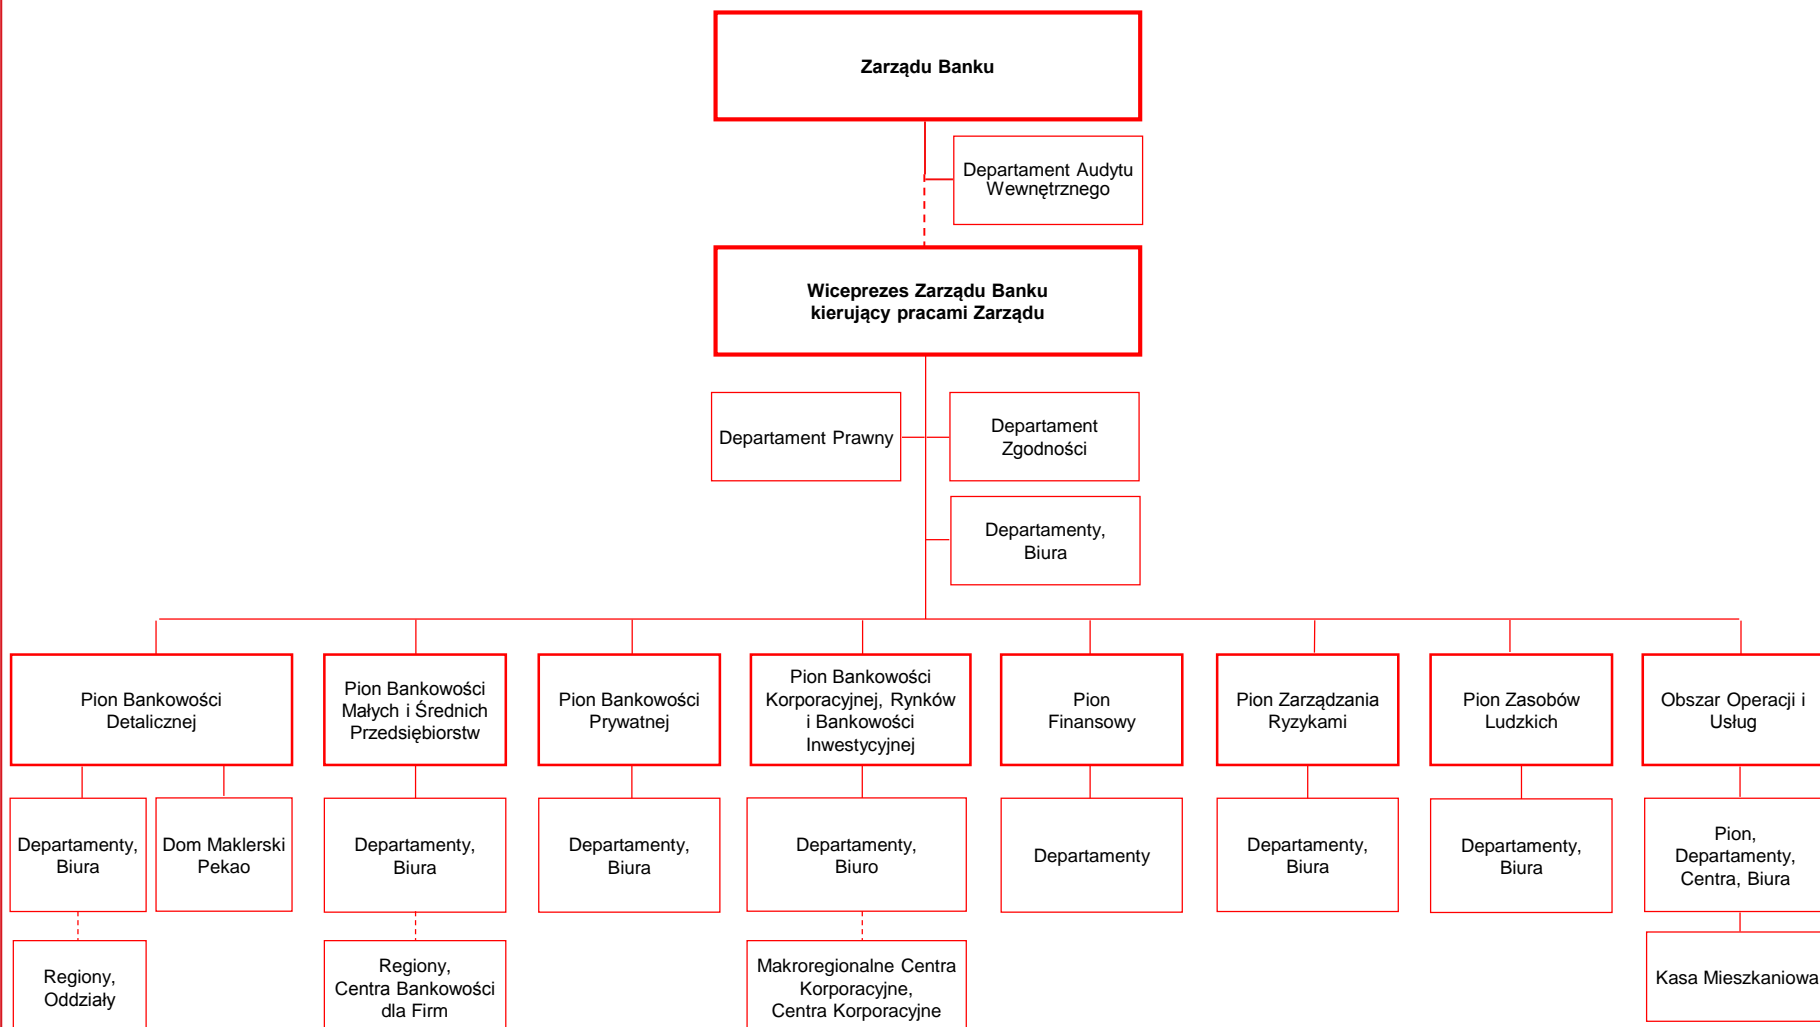 Zarządu Banku
Departament Audytu
Wewnętrznego
Wiceprezes Zarządu Banku
kierujący pracami Zarządu
Departament Prawny
Departament
Zgodności
Departamenty,
Biura
Pion Bankowości
Detalicznej
Pion Bankowości
Małych i Średnich
Przedsiębiorstw
Pion Bankowości
Prywatnej
Pion Bankowości
Korporacyjnej, Rynków
i Bankowości
Inwestycyjnej
Pion
Finansowy
Pion Zarządzania
Ryzykami
Pion Zasobów
Ludzkich
Obszar Operacji i
Usług
Departamenty,
Biura
Dom Maklerski
Pekao
Departamenty,
Biura
Departamenty,
Biura
Departamenty,
Biuro
Departamenty
Departamenty,
Biura
Departamenty,
Biura
Pion,
Departamenty,
Centra, Biura
Regiony,
Oddziały
Regiony,
Centra Bankowości
dla Firm
Makroregionalne Centra
Korporacyjne,
Centra Korporacyjne
Kasa Mieszkaniowa